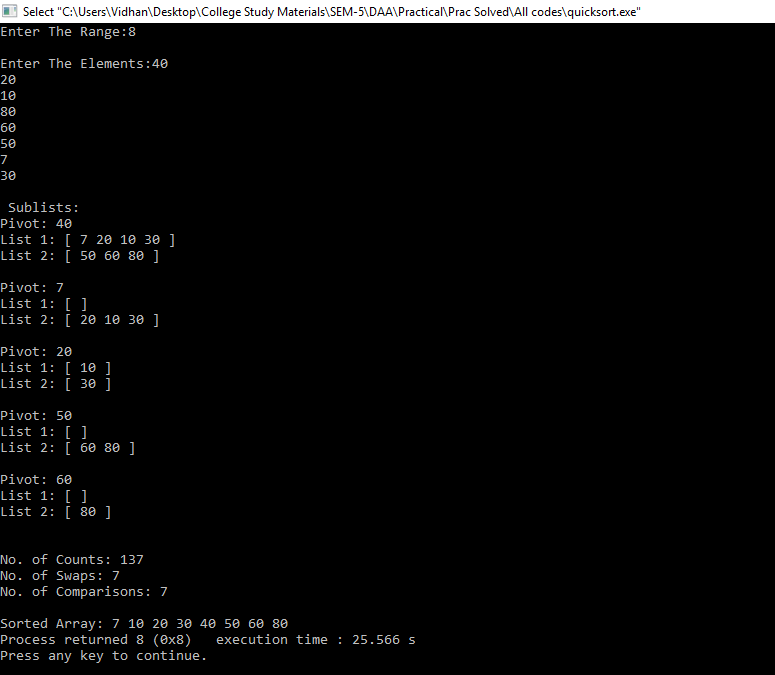 Select "C:\Users\Vidhan\Desktop\College Study Materials\SEM-5\DAA\Practical\Prac Solved\All codes\quicksort.exe"
Enter The Range:8
Enter The Elements:40
20
10
80
60
50
7
30
Sublists:
Pivot: 40
List 1: [ 7 20 10 30 ]
List 2: [ 50 60 80 ]
Pivot: 7
List 1: [ ]
List 2: [ 20 10 30 ]
Pivot: 20
List 1: [ 10 ]
List 2: [ 30 ]
Pivot: 50
List 1: [ ]
List 2: [ 60 80 ]
Pivot: 60
List 1: [ ]
List 2: [ 80 ]
No. of Counts: 137
No. of Swaps: 7
No. of Comparisons: 7
Sorted Array: 7 10 20 30 40 50 60 80
Process returned 8 (0x8)   execution time : 25.566 s
Press any key to continue.